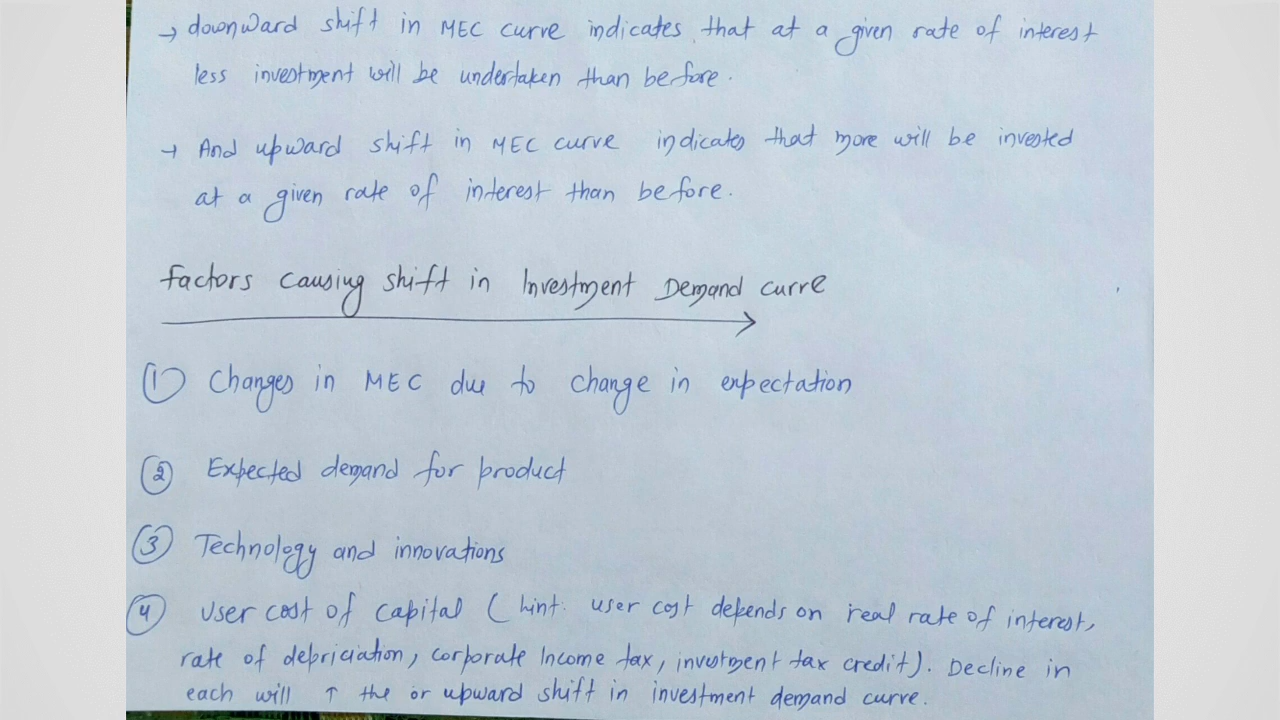 → downward shift in MEC curve indicates that at a given rate of interest
less investment will be undertaken than before.
→ And upward shift in MEC curve indicates that more will be invested
at a given rate of interest than before.
factors causing shift in Investment Demand curve
① Changes in MEC due to change in expectation
② Expected demand for product
③ Technology and innovations
④ User cost of capital (hint: user cost depends on real rate of interest,
rate of depriciation, corporate Income tax, investment tax credit). Decline in
each will ↑ the or upward shift in investment demand curve.